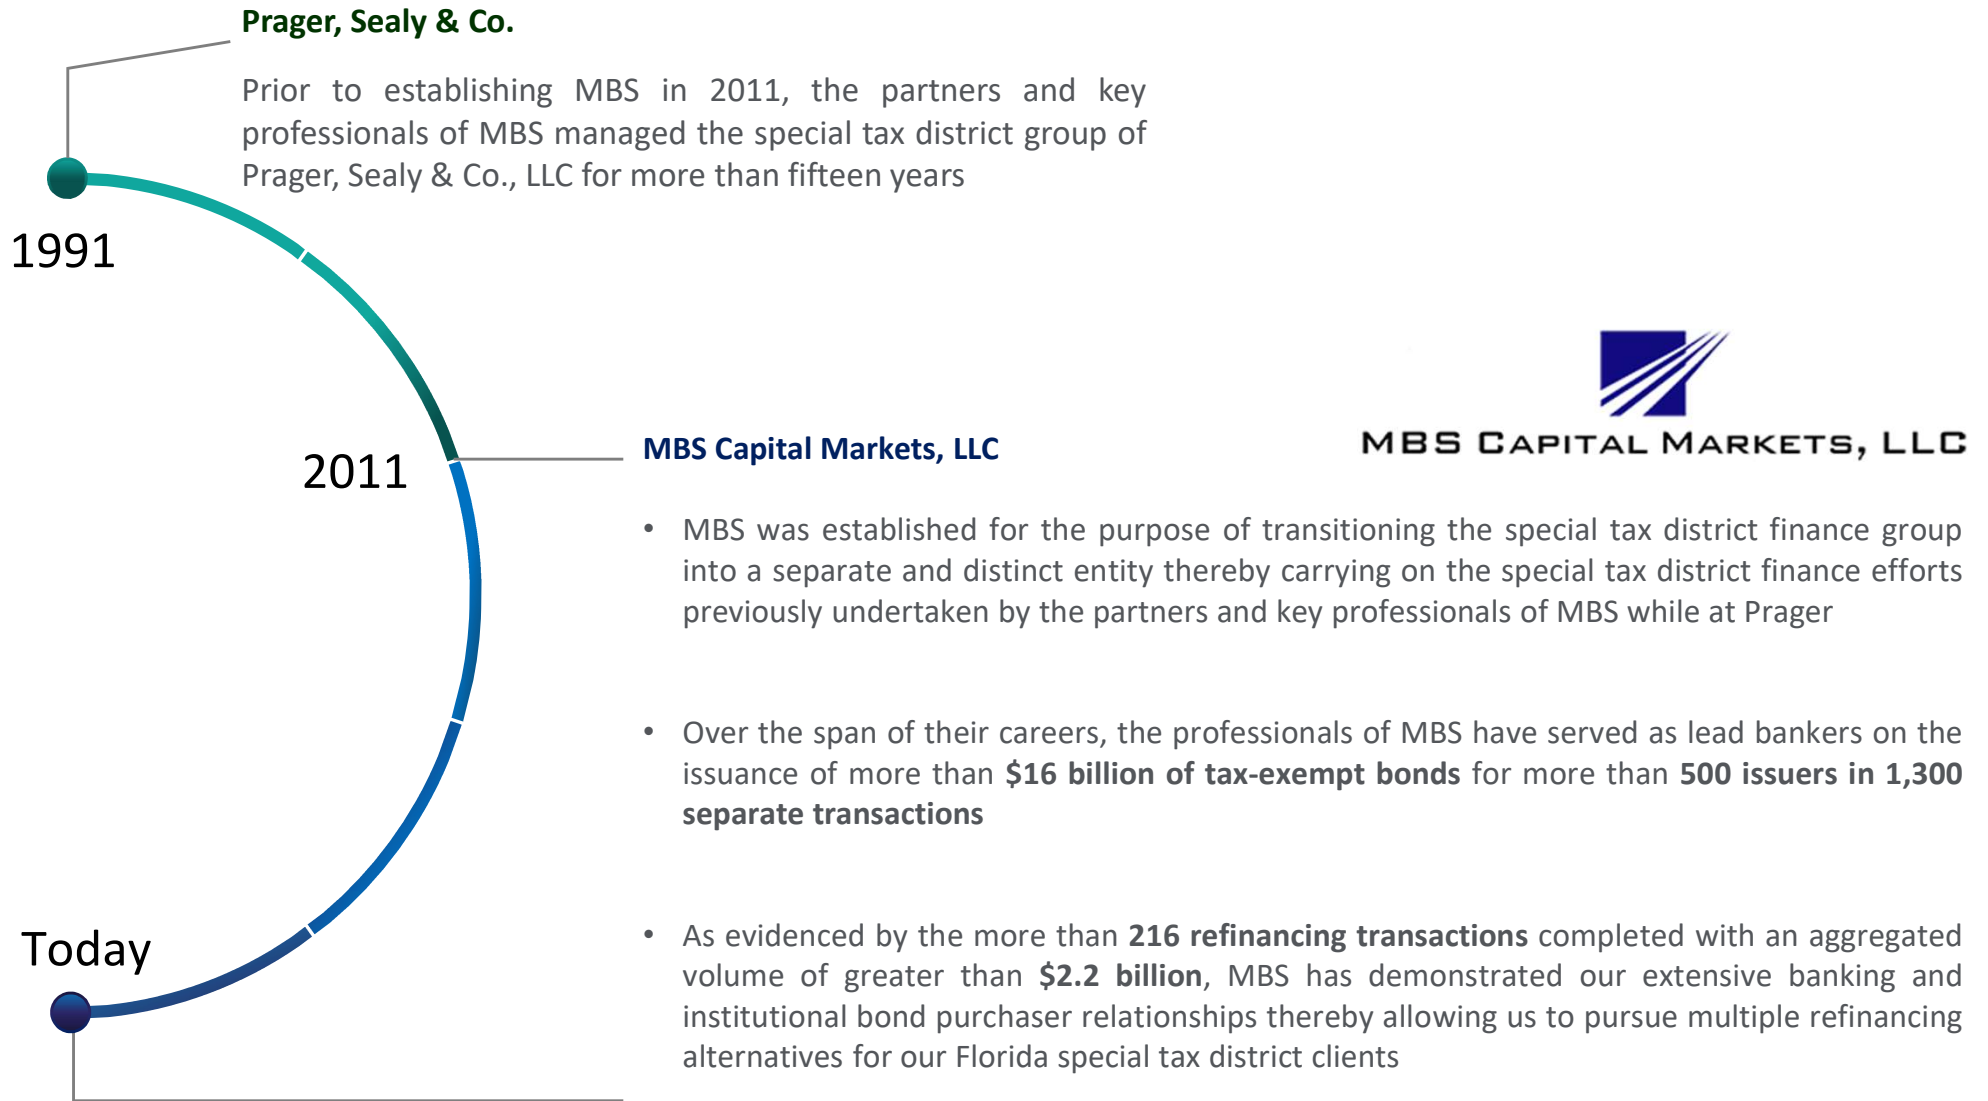 Prager, Sealy & Co.
Prior to establishing MBS in 2011, the partners and key
professionals of MBS managed the special tax district group of
Prager, Sealy & Co., LLC for more than fifteen years
1991
MBS CAPITAL MARKETS, LLC
2011
MBS Capital Markets, LLC
• MBS was established for the purpose of transitioning the special tax district finance group
into a separate and distinct entity thereby carrying on the special tax district finance efforts
previously undertaken by the partners and key professionals of MBS while at Prager
• Over the span of their careers, the professionals of MBS have served as lead bankers on the
issuance of more than $16 billion of tax-exempt bonds for more than 500 issuers in 1,300
separate transactions
Today
• As evidenced by the more than 216 refinancing transactions completed with an aggregated
volume of greater than $2.2 billion, MBS has demonstrated our extensive banking and
institutional bond purchaser relationships thereby allowing us to pursue multiple refinancing
alternatives for our Florida special tax district clients